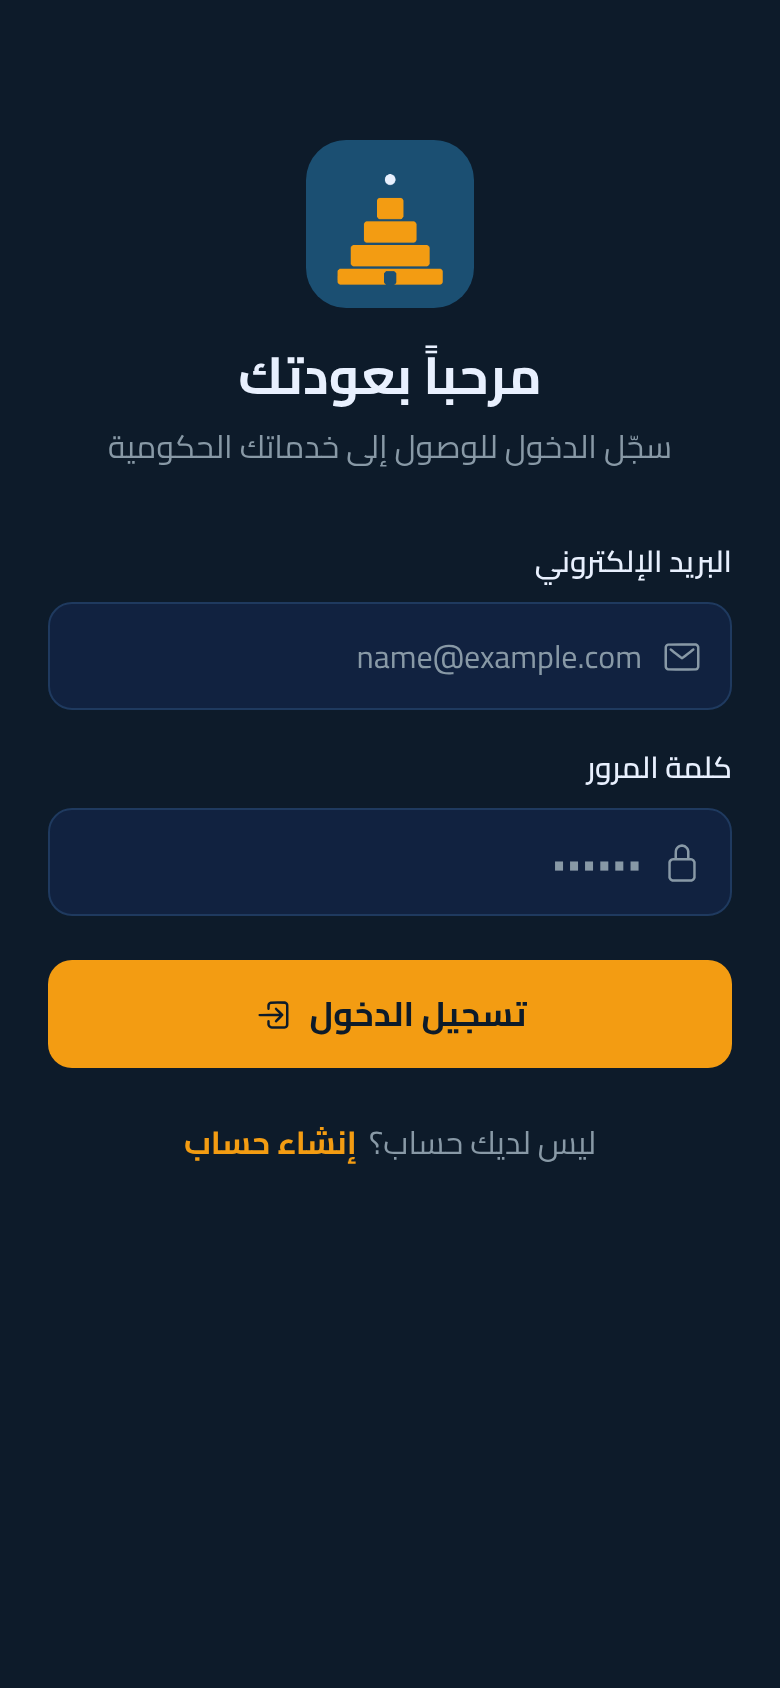 مرحباً بعودتك
سجّل الدخول للوصول إلى خدماتك الحكومية
البريد الإلكتروني
name@example.com
كلمة المرور
••••••
تسجيل الدخول
ليس لديك حساب؟ إنشاء حساب